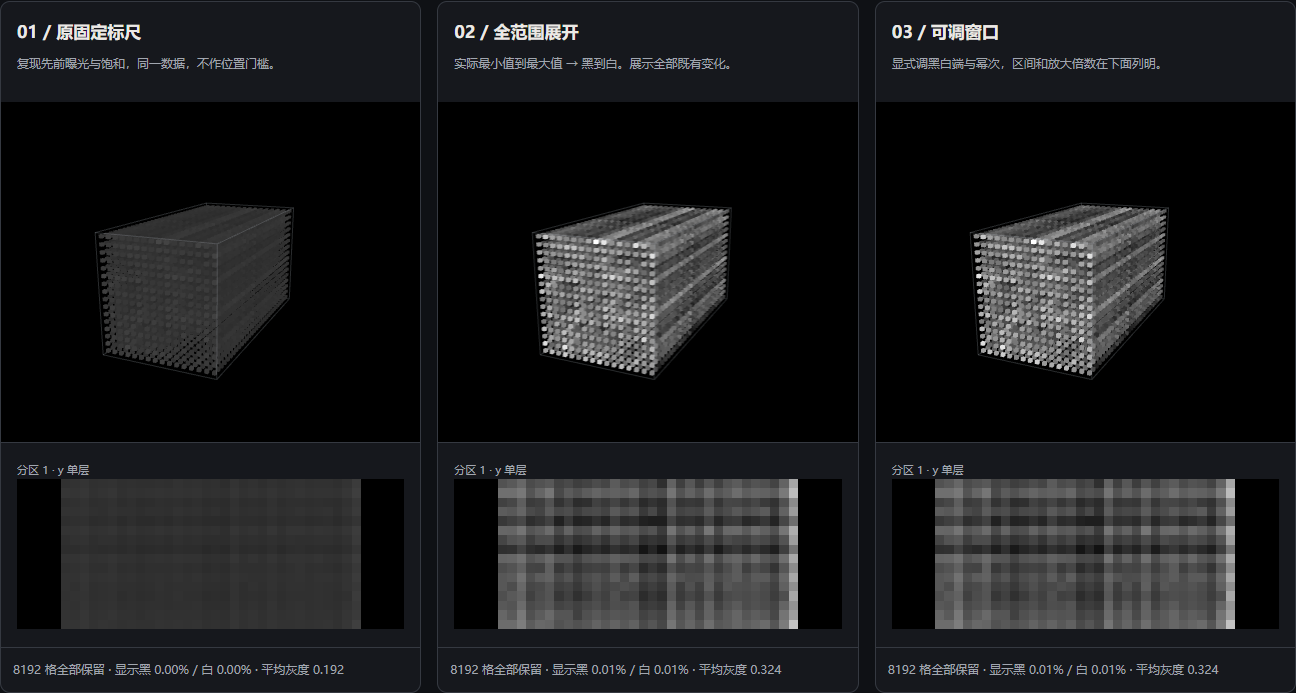 01 / 原固定标尺
复现先前曝光与饱和，同一数据，不作位置门槛。
分区 1 · y 单层
8192 格全部保留 · 显示黑 0.00% / 白 0.00% · 平均灰度 0.192
02 / 全范围展开
实际最小值到最大值 → 黑到白。展示全部既有变化。
分区 1 · y 单层
8192 格全部保留 · 显示黑 0.01% / 白 0.01% · 平均灰度 0.324
03 / 可调窗口
显式调黑白端与幂次，区间和放大倍数在下面列明。
分区 1 · y 单层
8192 格全部保留 · 显示黑 0.01% / 白 0.01% · 平均灰度 0.324